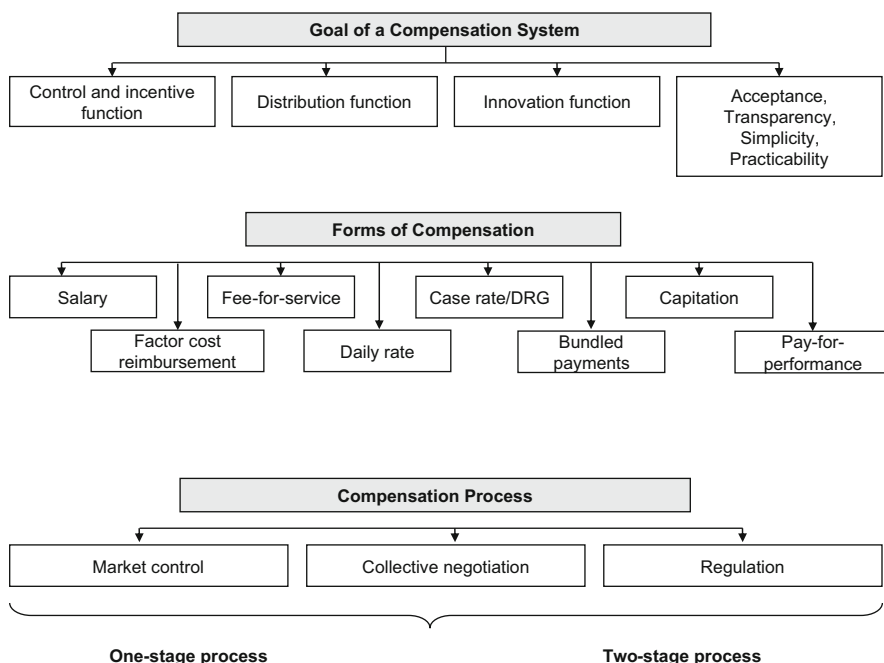 Goal of a Compensation System
Control and incentive
function
Distribution function
Innovation function
Acceptance,
Transparency,
Simplicity,
Practicability
Forms of Compensation
Salary
Fee-for-service
Case rate/DRG
Capitation
Factor cost
reimbursement
Daily rate
Bundled
payments
Pay-for-
performance
Compensation Process
Market control
Collective negotiation
Regulation
One-stage process
Two-stage process